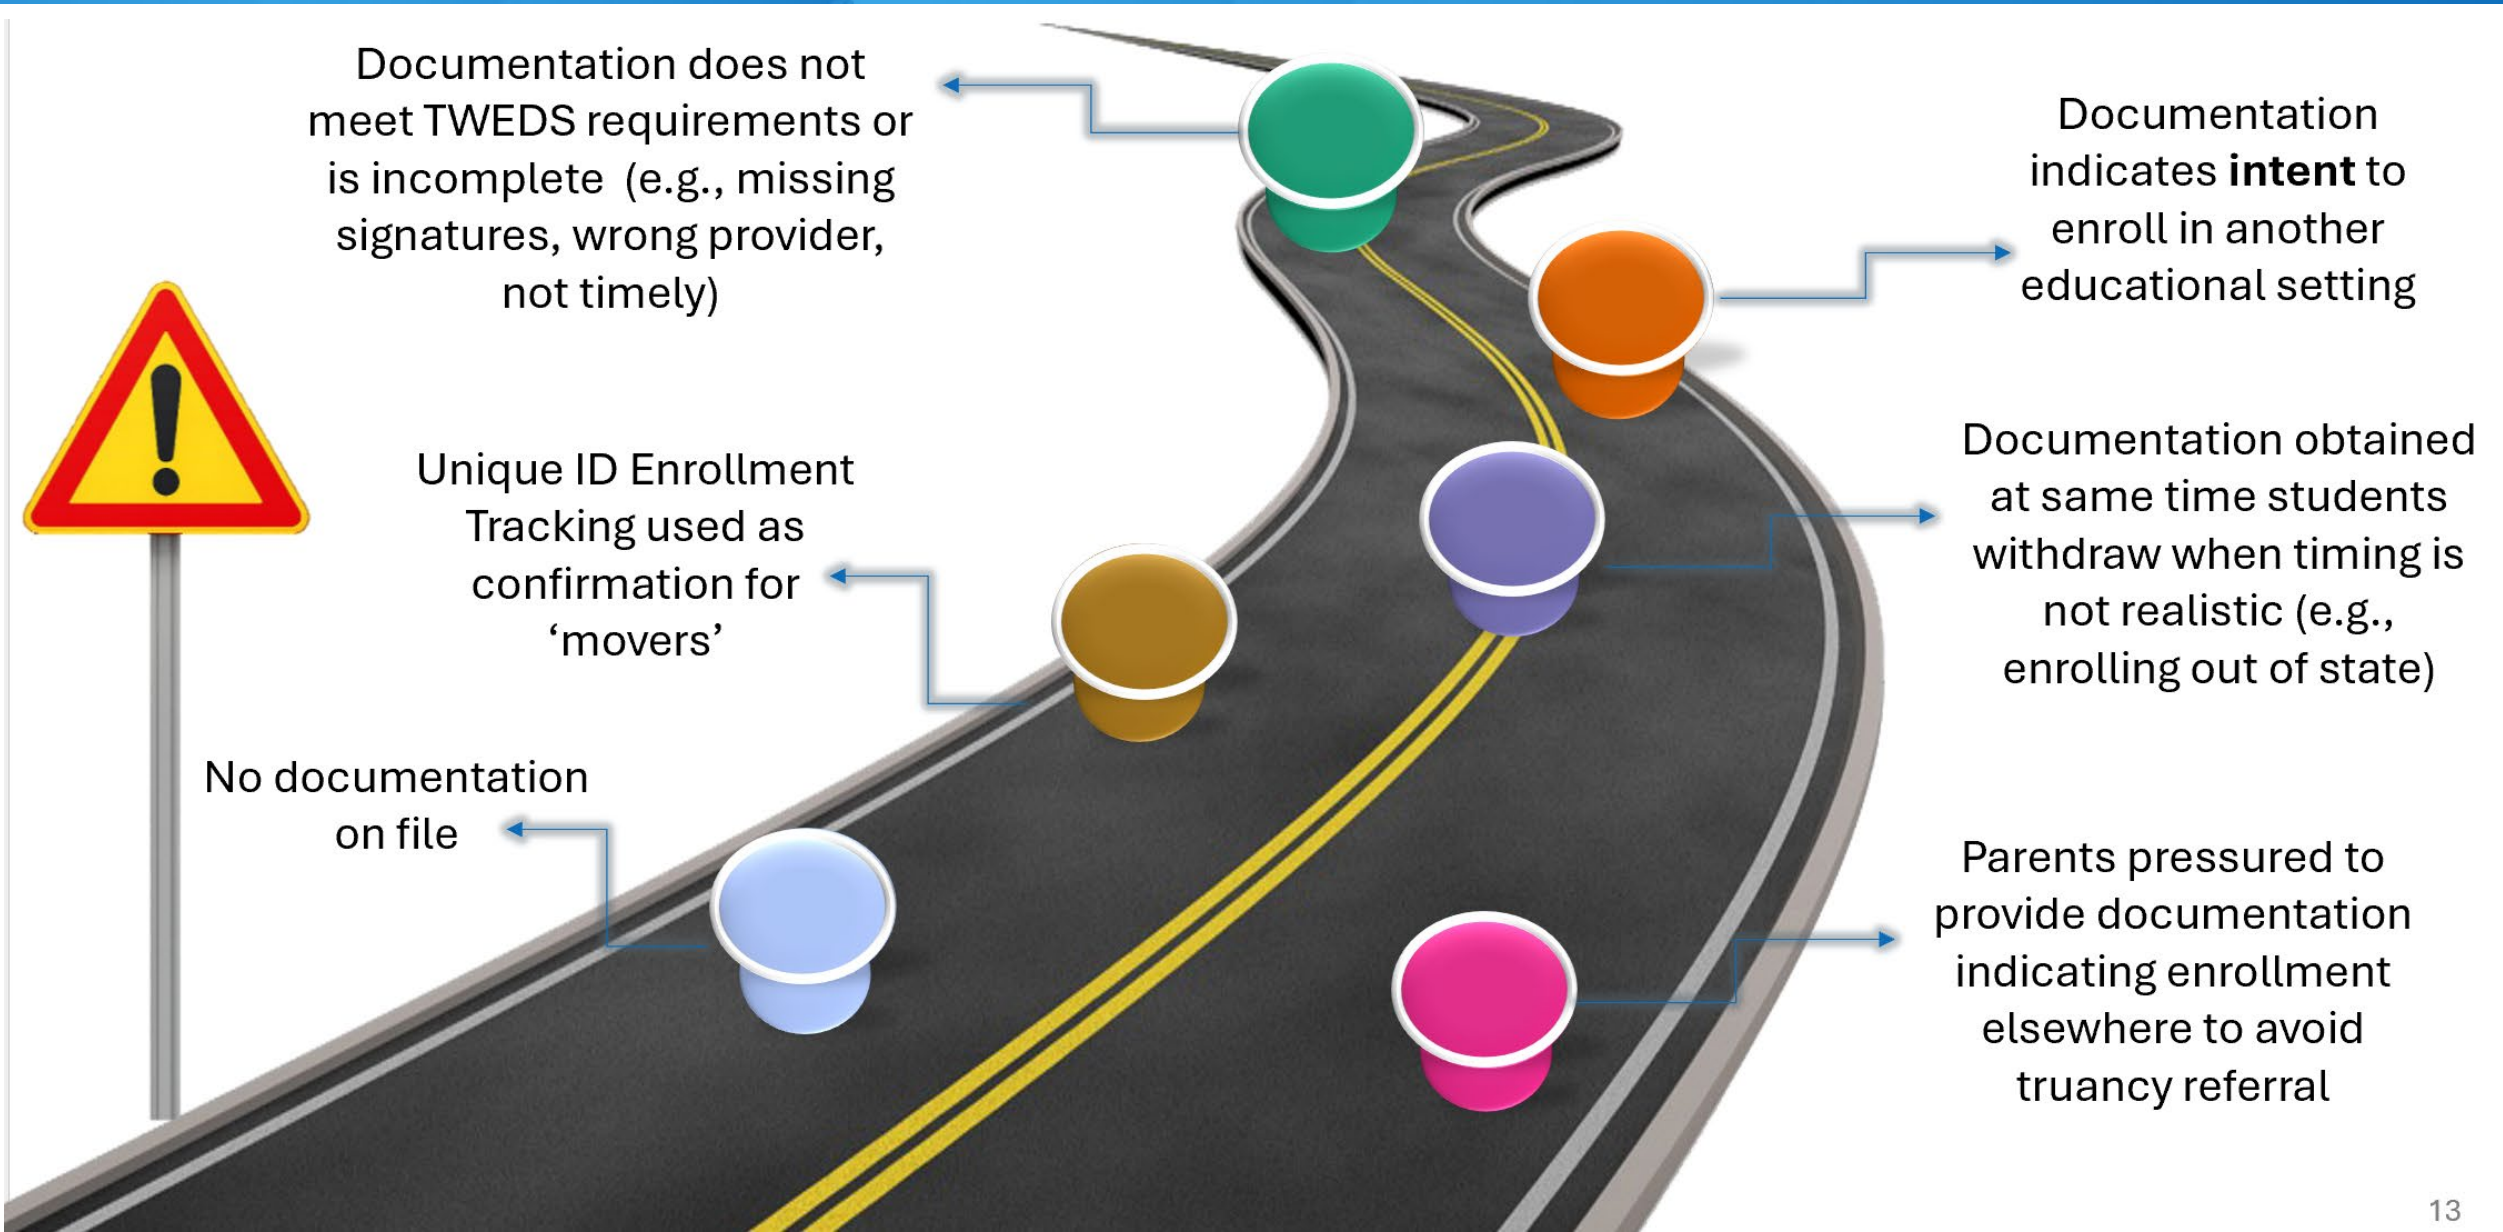 Documentation does not
meet TWEDS requirements or
is incomplete (e.g., missing
signatures, wrong provider,
not timely)
Documentation
indicates intent to
enroll in another
educational setting
Unique ID Enrollment
Tracking used as
confirmation for
‘movers’
Documentation obtained
at same time students
withdraw when timing is
not realistic (e.g.,
enrolling out of state)
No documentation
on file
Parents pressured to
provide documentation
indicating enrollment
elsewhere to avoid
truancy referral
13